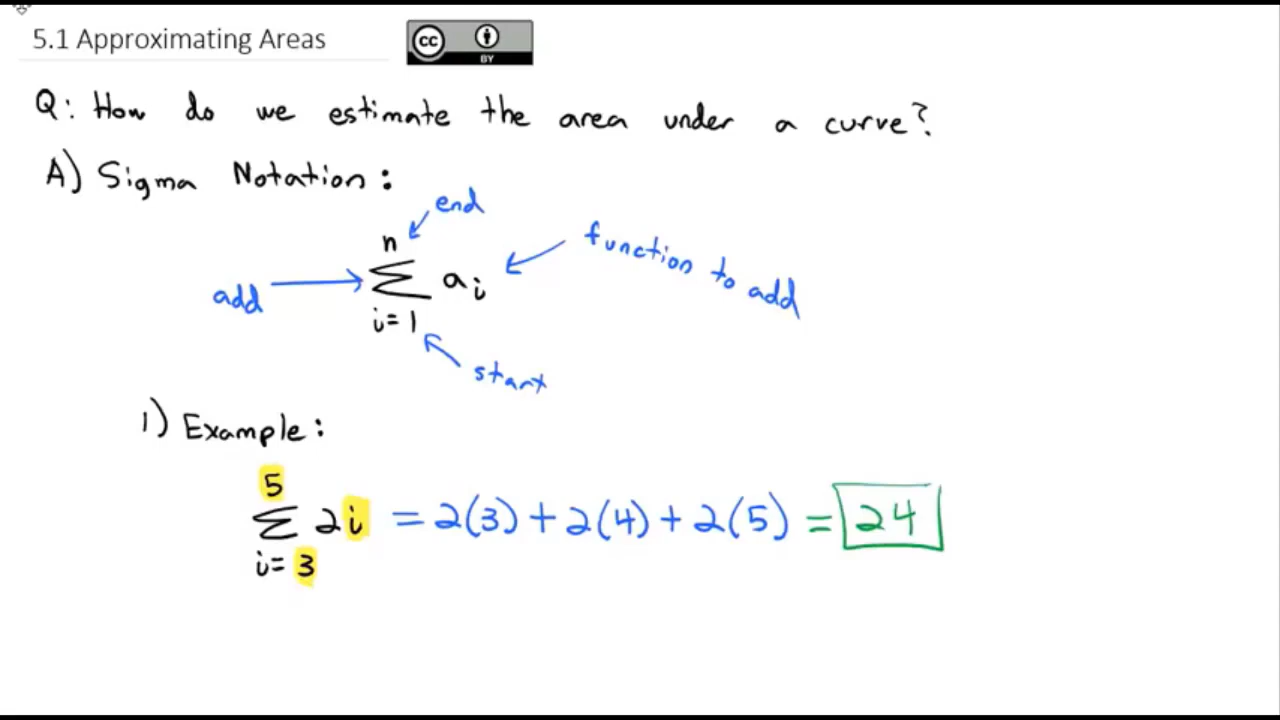 5.1 Approximating Areas
cc BY
Q: How do we estimate the area under a curve?
A) Sigma Notation:
end
n
function to add
add
Σ a_i
i=1
start
1) Example:
5
Σ 2i = 2(3) + 2(4) + 2(5) = 24
i=3